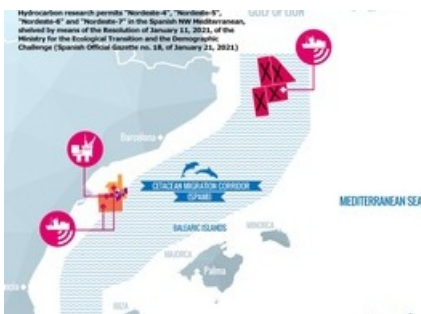 Hydrocarbon research permits "Nordeste-4", "Nordeste-5",
"Nordeste-6" and "Nordeste-7" in the Spanish NW Mediterranean,
shelved by means of the Resolution of January 11, 2021, of the
Ministry for the Ecological Transition and the Demographic
Challenge (Spanish Official Gazette no. 18, of January 21, 2021)
GULF OF LION
Barcelona
CETACEAN MIGRATION CORRIDOR
(SPAMI)
MEDITERRANEAN SEA
BALEARIC ISLANDS
MENORCA
MAJORCA
Palma
IBIZA